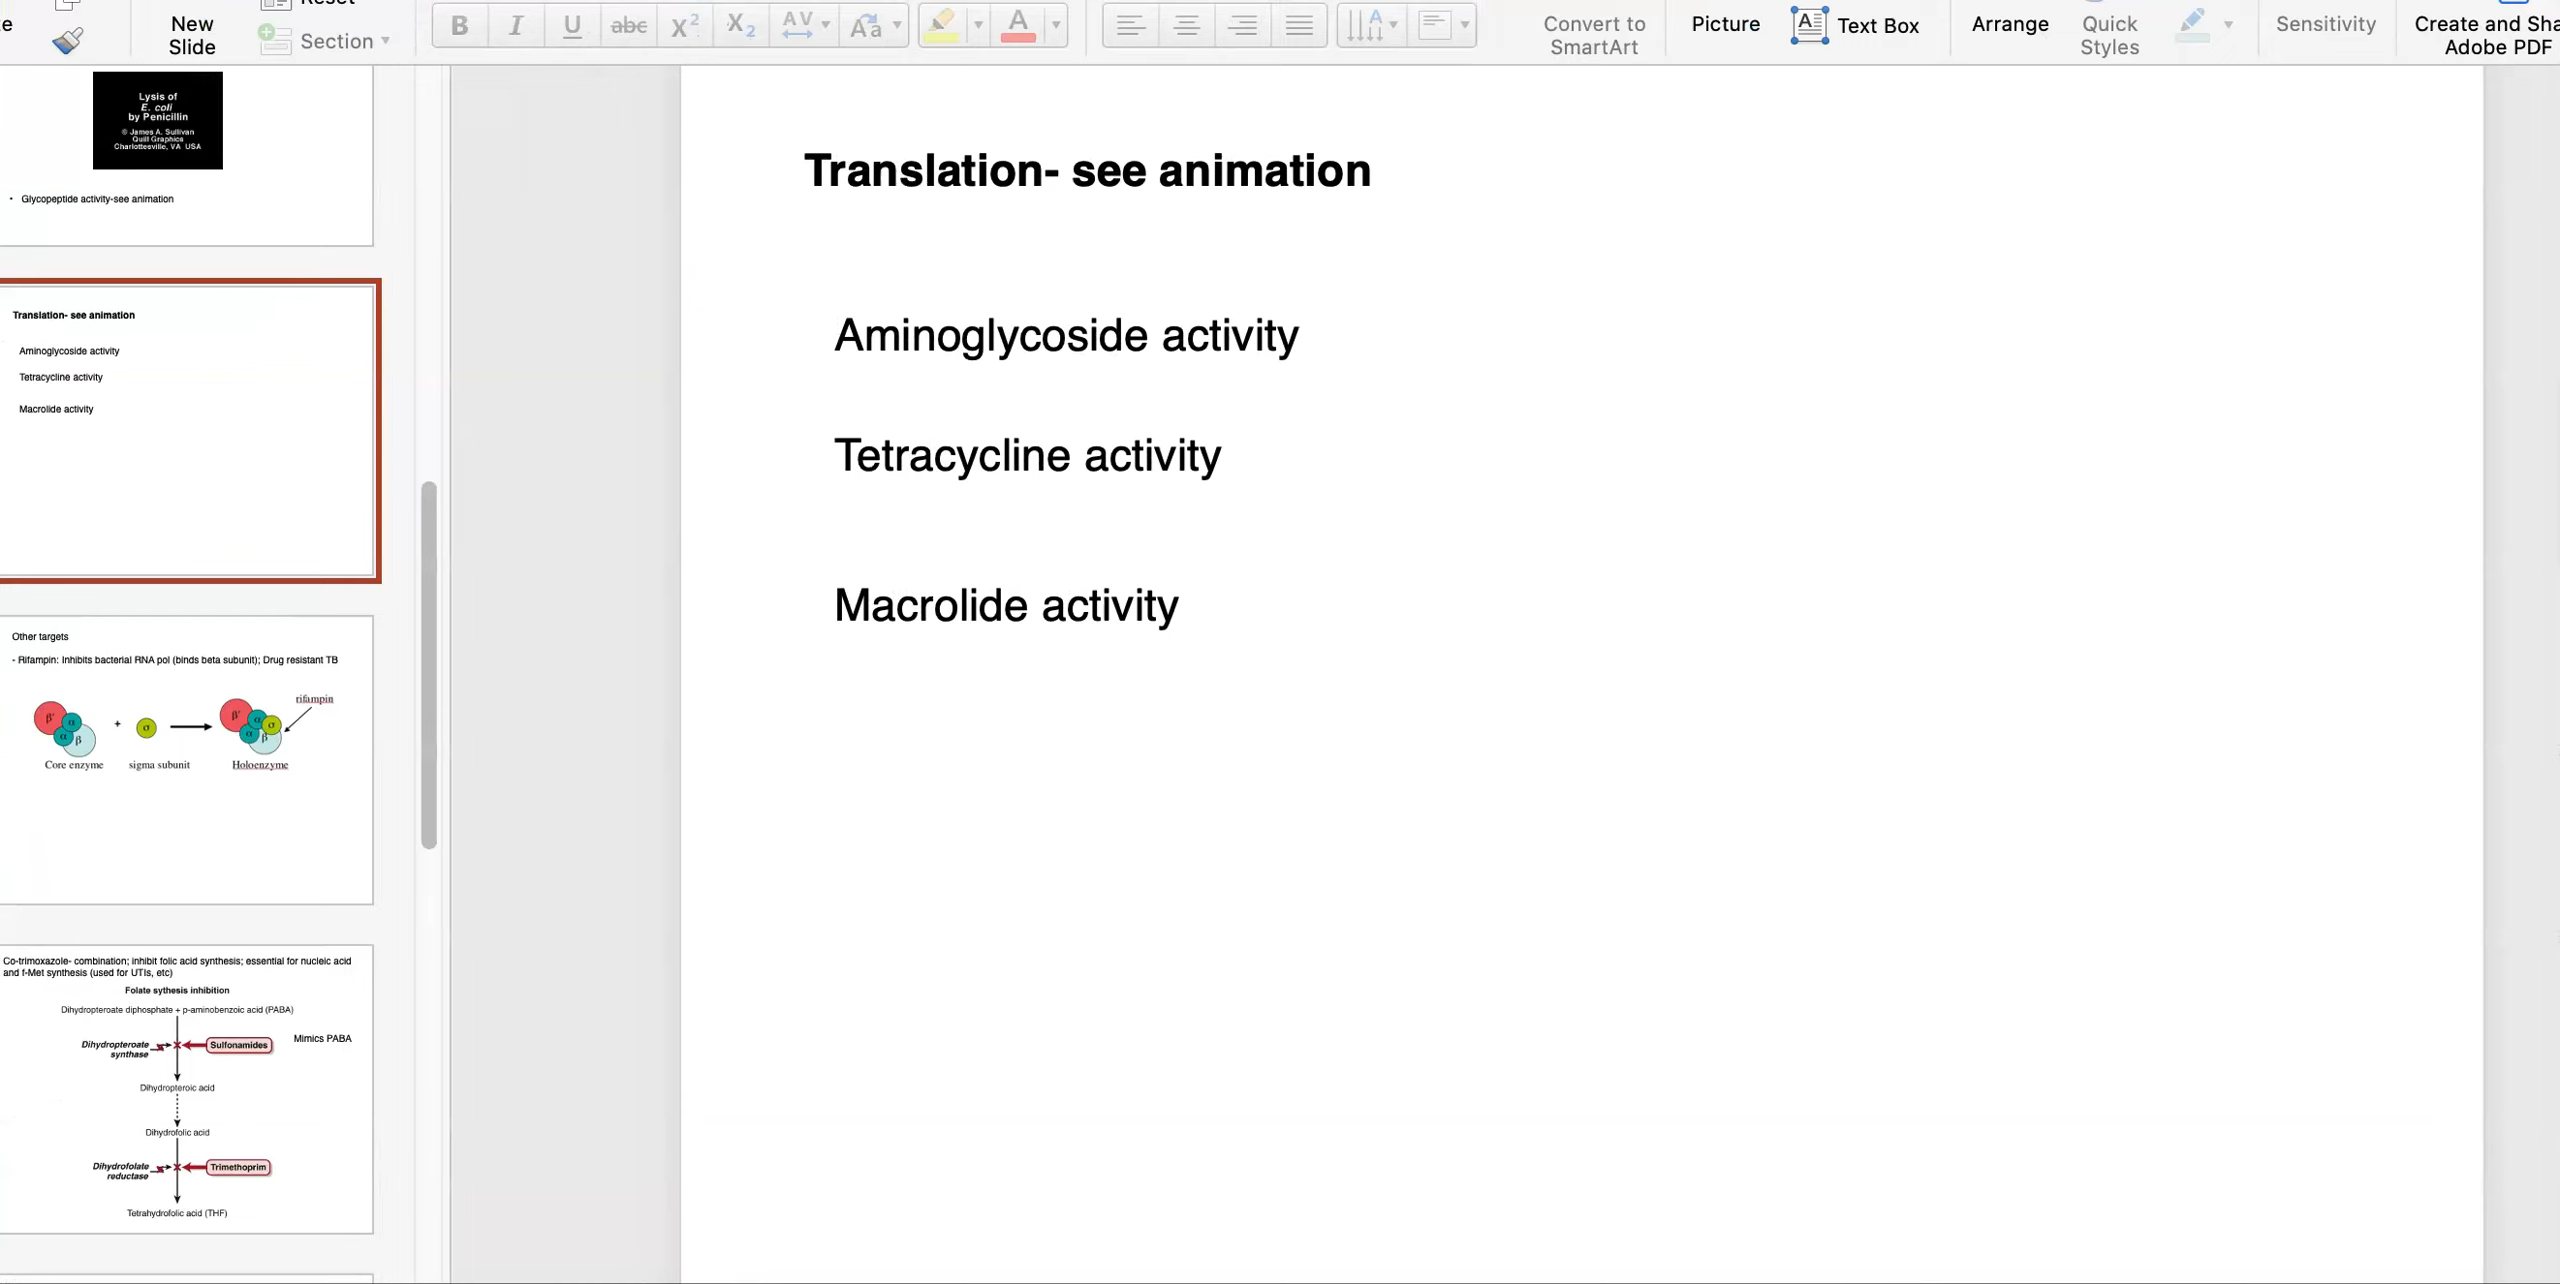 New
Slide
Section
B I U abc X² X₂ AV Aa A
A
Convert to
SmartArt
Picture
A
Text Box
Arrange
Quick
Styles
Sensitivity
Create and Sha
Adobe PDF
Lysis of
E. coli
by Penicillin
© James A. Sullivan
Quill Graphics
Charlottesville, VA USA
• Glycopeptide activity-see animation
Translation- see animation
Aminoglycoside activity
Tetracycline activity
Macrolide activity
Other targets
- Rifampin: Inhibits bacterial RNA pol (binds beta subunit); Drug resistant TB
rifampin
β' α α β + σ β' α σ α β
Core enzyme sigma subunit Holoenzyme
Co-trimoxazole- combination; inhibit folic acid synthesis; essential for nucleic acid
and f-Met synthesis (used for UTIs, etc)
Folate sythesis inhibition
Dihydropteroate diphosphate + p-aminobenzoic acid (PABA)
Mimics PABA
Dihydropteroate
synthase
Sulfonamides
Dihydropteroic acid
Dihydrofolic acid
Dihydrofolate
reductase
Trimethoprim
Tetrahydrofolic acid (THF)
Translation- see animation
Aminoglycoside activity
Tetracycline activity
Macrolide activity